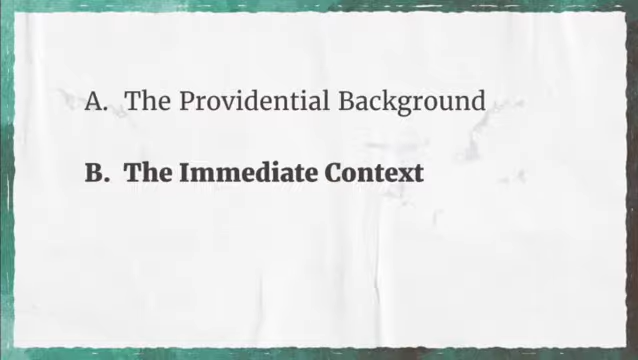 A. The Providential Background
B. The Immediate Context